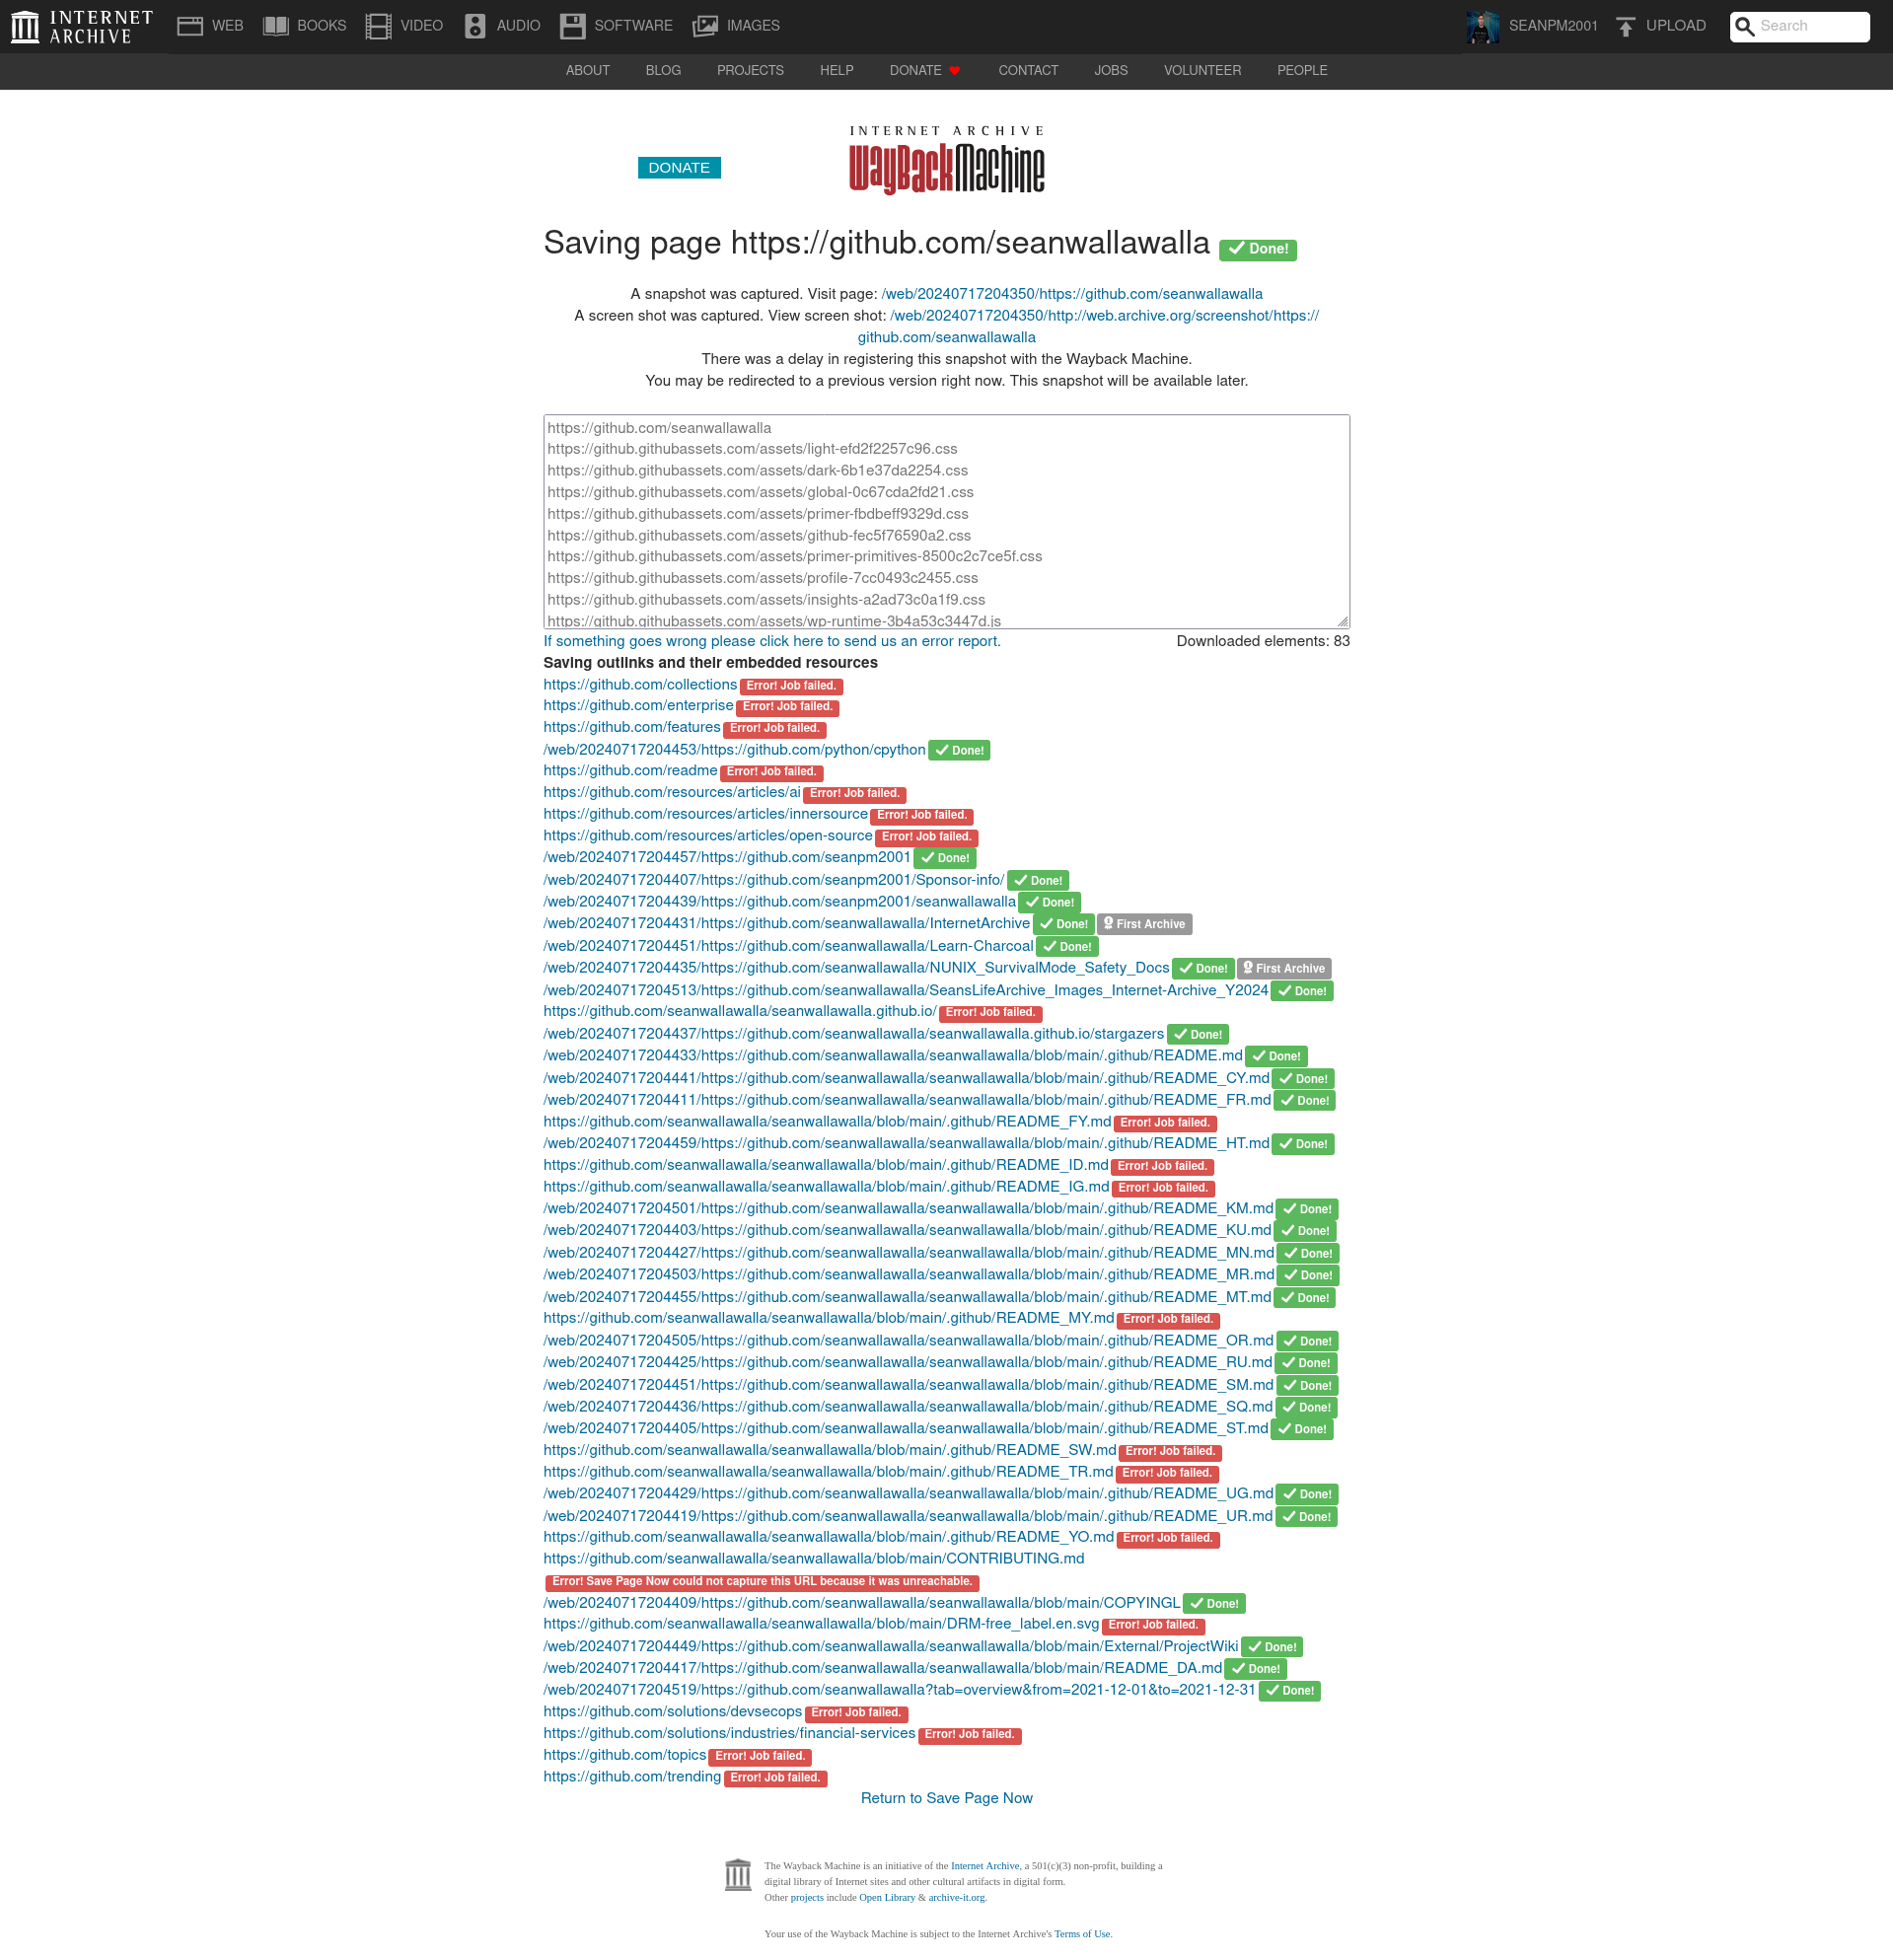 INTERNET ARCHIVE
WEB BOOKS VIDEO AUDIO SOFTWARE IMAGES SEANPM2001 UPLOAD Search
ABOUT BLOG PROJECTS HELP DONATE CONTACT JOBS VOLUNTEER PEOPLE
INTERNET ARCHIVE
DONATE WayBackMachine
Saving page https://github.com/seanwallawalla Done!
A snapshot was captured. Visit page: /web/20240717204350/https://github.com/seanwallawalla
A screen shot was captured. View screen shot: /web/20240717204350/http://web.archive.org/screenshot/https://
github.com/seanwallawalla
There was a delay in registering this snapshot with the Wayback Machine.
You may be redirected to a previous version right now. This snapshot will be available later.
https://github.com/seanwallawalla
https://github.githubassets.com/assets/light-efd2f2257c96.css
https://github.githubassets.com/assets/dark-6b1e37da2254.css
https://github.githubassets.com/assets/global-0c67cda2fd21.css
https://github.githubassets.com/assets/primer-fbdbeff9329d.css
https://github.githubassets.com/assets/github-fec5f76590a2.css
https://github.githubassets.com/assets/primer-primitives-8500c2c7ce5f.css
https://github.githubassets.com/assets/profile-7cc0493c2455.css
https://github.githubassets.com/assets/insights-a2ad73c0a1f9.css
https://github.githubassets.com/assets/wp-runtime-3b4a53c3447d.js
If something goes wrong please click here to send us an error report. Downloaded elements: 83
Saving outlinks and their embedded resources
https://github.com/collections Error! Job failed.
https://github.com/enterprise Error! Job failed.
https://github.com/features Error! Job failed.
/web/20240717204453/https://github.com/python/cpython Done!
https://github.com/readme Error! Job failed.
https://github.com/resources/articles/ai Error! Job failed.
https://github.com/resources/articles/innersource Error! Job failed.
https://github.com/resources/articles/open-source Error! Job failed.
/web/20240717204457/https://github.com/seanpm2001 Done!
/web/20240717204407/https://github.com/seanpm2001/Sponsor-info/ Done!
/web/20240717204439/https://github.com/seanpm2001/seanwallawalla Done!
/web/20240717204431/https://github.com/seanwallawalla/InternetArchive Done! First Archive
/web/20240717204451/https://github.com/seanwallawalla/Learn-Charcoal Done!
/web/20240717204435/https://github.com/seanwallawalla/NUNIX_SurvivalMode_Safety_Docs Done! First Archive
/web/20240717204513/https://github.com/seanwallawalla/SeansLifeArchive_Images_Internet-Archive_Y2024 Done!
https://github.com/seanwallawalla/seanwallawalla.github.io/ Error! Job failed.
/web/20240717204437/https://github.com/seanwallawalla/seanwallawalla.github.io/stargazers Done!
/web/20240717204433/https://github.com/seanwallawalla/seanwallawalla/blob/main/.github/README.md Done!
/web/20240717204441/https://github.com/seanwallawalla/seanwallawalla/blob/main/.github/README_CY.md Done!
/web/20240717204411/https://github.com/seanwallawalla/seanwallawalla/blob/main/.github/README_FR.md Done!
https://github.com/seanwallawalla/seanwallawalla/blob/main/.github/README_FY.md Error! Job failed.
/web/20240717204459/https://github.com/seanwallawalla/seanwallawalla/blob/main/.github/README_HT.md Done!
https://github.com/seanwallawalla/seanwallawalla/blob/main/.github/README_ID.md Error! Job failed.
https://github.com/seanwallawalla/seanwallawalla/blob/main/.github/README_IG.md Error! Job failed.
/web/20240717204501/https://github.com/seanwallawalla/seanwallawalla/blob/main/.github/README_KM.md Done!
/web/20240717204403/https://github.com/seanwallawalla/seanwallawalla/blob/main/.github/README_KU.md Done!
/web/20240717204427/https://github.com/seanwallawalla/seanwallawalla/blob/main/.github/README_MN.md Done!
/web/20240717204503/https://github.com/seanwallawalla/seanwallawalla/blob/main/.github/README_MR.md Done!
/web/20240717204455/https://github.com/seanwallawalla/seanwallawalla/blob/main/.github/README_MT.md Done!
https://github.com/seanwallawalla/seanwallawalla/blob/main/.github/README_MY.md Error! Job failed.
/web/20240717204505/https://github.com/seanwallawalla/seanwallawalla/blob/main/.github/README_OR.md Done!
/web/20240717204425/https://github.com/seanwallawalla/seanwallawalla/blob/main/.github/README_RU.md Done!
/web/20240717204451/https://github.com/seanwallawalla/seanwallawalla/blob/main/.github/README_SM.md Done!
/web/20240717204436/https://github.com/seanwallawalla/seanwallawalla/blob/main/.github/README_SQ.md Done!
/web/20240717204405/https://github.com/seanwallawalla/seanwallawalla/blob/main/.github/README_ST.md Done!
https://github.com/seanwallawalla/seanwallawalla/blob/main/.github/README_SW.md Error! Job failed.
https://github.com/seanwallawalla/seanwallawalla/blob/main/.github/README_TR.md Error! Job failed.
/web/20240717204429/https://github.com/seanwallawalla/seanwallawalla/blob/main/.github/README_UG.md Done!
/web/20240717204419/https://github.com/seanwallawalla/seanwallawalla/blob/main/.github/README_UR.md Done!
https://github.com/seanwallawalla/seanwallawalla/blob/main/.github/README_YO.md Error! Job failed.
https://github.com/seanwallawalla/seanwallawalla/blob/main/CONTRIBUTING.md
Error! Save Page Now could not capture this URL because it was unreachable.
/web/20240717204409/https://github.com/seanwallawalla/seanwallawalla/blob/main/COPYINGL Done!
https://github.com/seanwallawalla/seanwallawalla/blob/main/DRM-free_label.en.svg Error! Job failed.
/web/20240717204449/https://github.com/seanwallawalla/seanwallawalla/blob/main/External/ProjectWiki Done!
/web/20240717204417/https://github.com/seanwallawalla/seanwallawalla/blob/main/README_DA.md Done!
/web/20240717204519/https://github.com/seanwallawalla?tab=overview&from=2021-12-01&to=2021-12-31 Done!
https://github.com/solutions/devsecops Error! Job failed.
https://github.com/solutions/industries/financial-services Error! Job failed.
https://github.com/topics Error! Job failed.
https://github.com/trending Error! Job failed.
Return to Save Page Now
The Wayback Machine is an initiative of the Internet Archive, a 501(c)(3) non-profit, building a
digital library of Internet sites and other cultural artifacts in digital form.
Other projects include Open Library & archive-it.org.
Your use of the Wayback Machine is subject to the Internet Archive's Terms of Use.